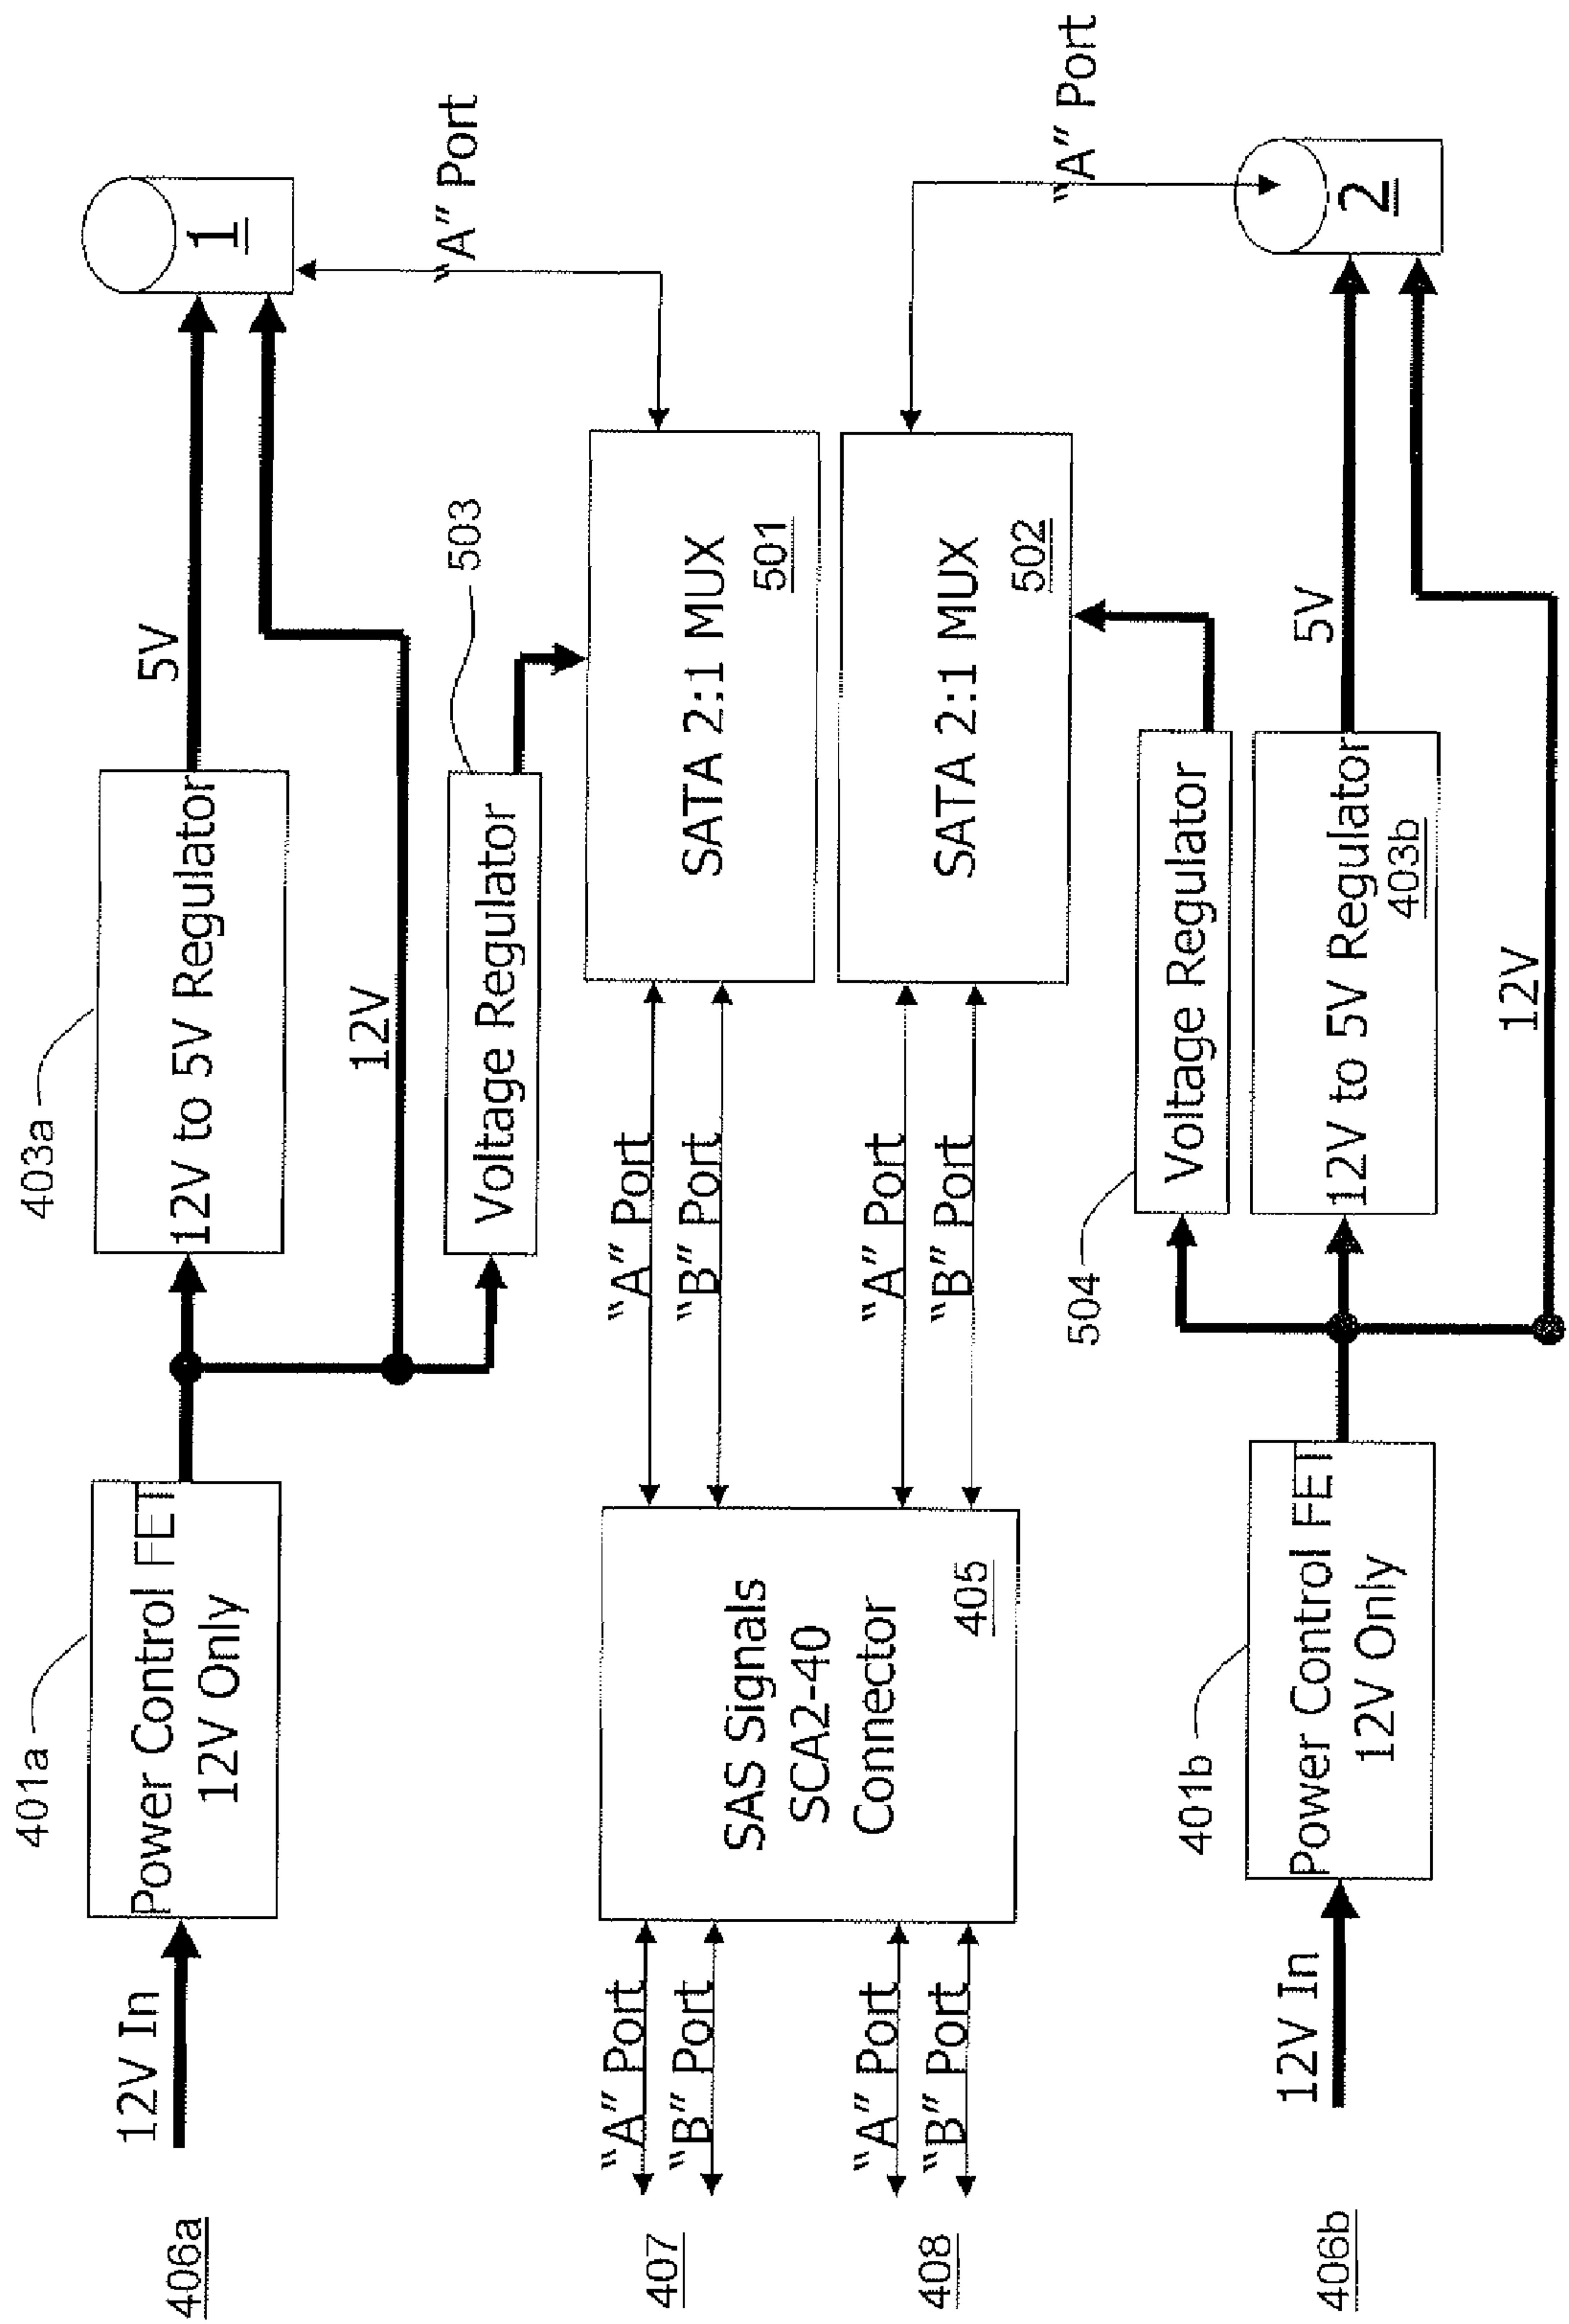 406a
12V In
401a
Power Control FET
12V Only
403a
12V to 5V Regulator
5V
12V
1
503
Voltage Regulator
"A" Port
407
"A" Port
"B" Port
408
"A" Port
"B" Port
SAS Signals
SCA2-40
Connector
405
"A" Port
"B" Port
"A" Port
"B" Port
SATA 2:1 MUX
501
SATA 2:1 MUX
502
"A" Port
504
Voltage Regulator
406b
12V In
401b
Power Control FET
12V Only
12V to 5V Regulator
403b
5V
12V
2